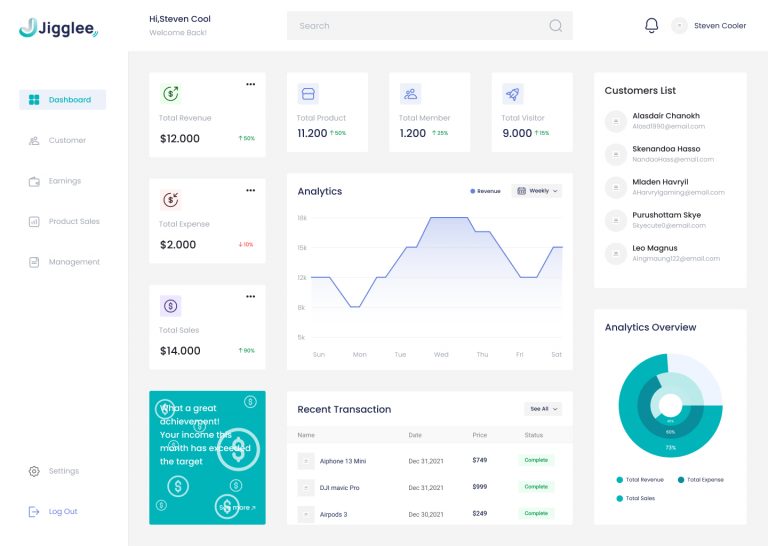 Jigglee
Hi,Steven Cool
Welcome Back!
Search
Steven Cooler
Dashboard
Customer
Earnings
Product Sales
Management
Settings
Log Out
Total Revenue
$12.000
↑50%
Total Expense
$2.000
↓10%
Total Sales
$14.000
↑90%
What a great
achievement!
Your income this
month has exceeded
the target
See more ↗
Total Product
11.200 ↑50%
Total Member
1.200 ↑25%
Total Visitor
9.000 ↑15%
Analytics
Revenue
Weekly
18k
15k
12k
8k
5k
Sun Mon Tue Wed Thu Fri Sat
Recent Transaction
See All
Name Date Price Status
Aiphone 13 Mini Dec 31,2021 $749 Complete
DJI mavic Pro Dec 31,2021 $999 Complete
Airpods 3 Dec 30,2021 $249 Complete
Customers List
Alasdair Chanokh
Alasd1990@email.com
Skenandoa Hasso
NandoaHass@email.com
Mladen Havryil
AHarvrylgaming@email.com
Purushottam Skye
Skyecute0@email.com
Leo Magnus
Aingmaung122@email.com
Analytics Overview
60%
73%
Total Revenue
Total Expense
Total Sales